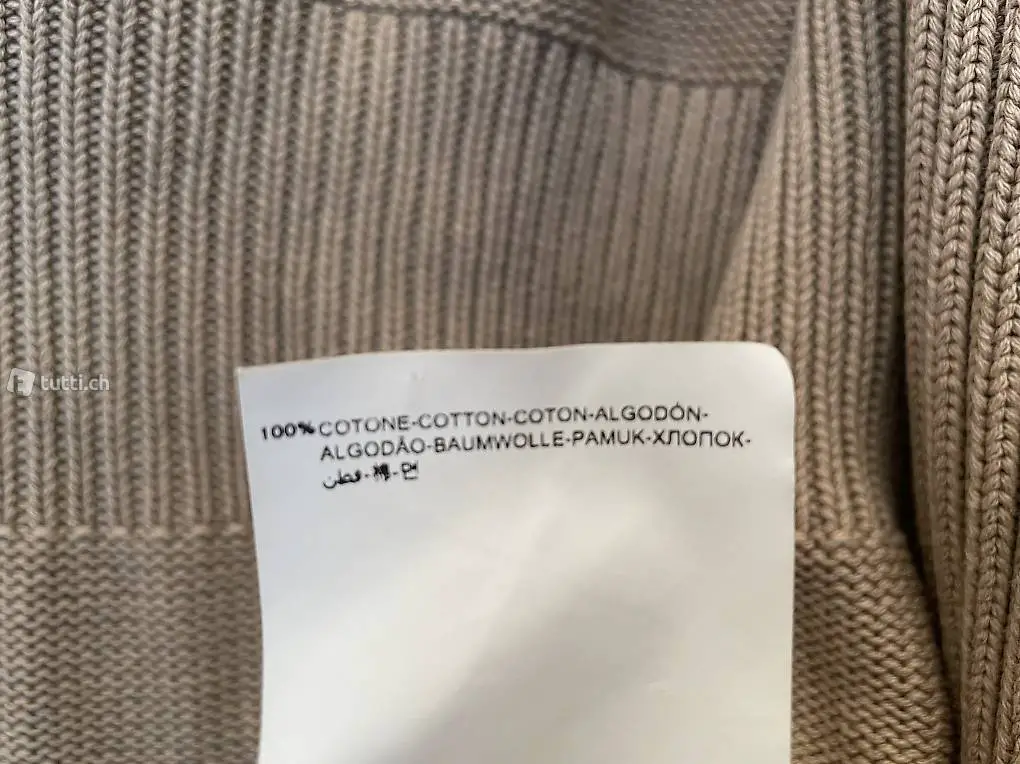 100% COTONE-COTTON-COTON-ALGODÓN-
ALGODÃO-BAUMWOLLE-PAMUK-ХЛОПОК-
قطن-棉-면
tutti.ch